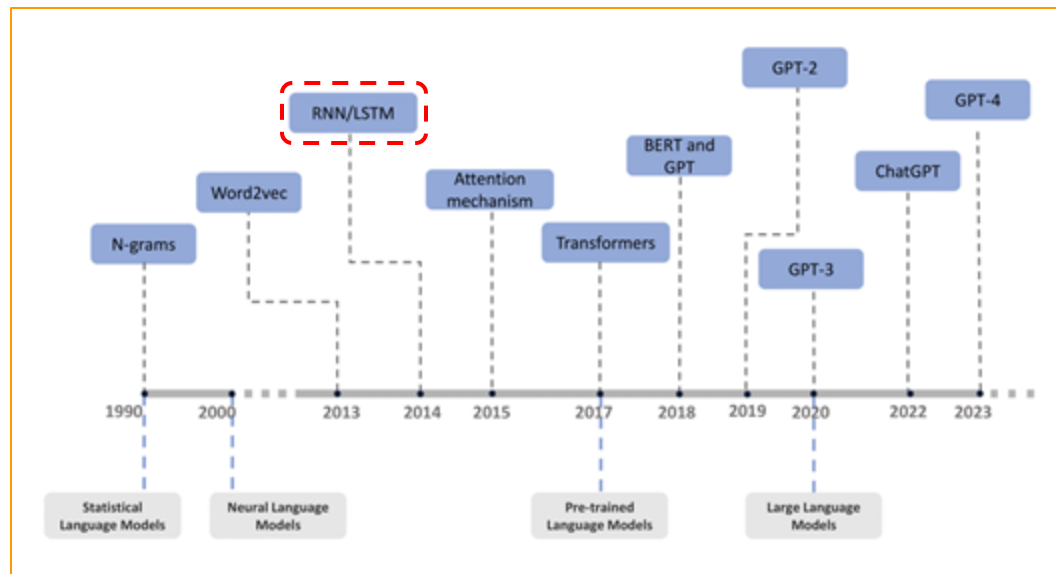 GPT-2
GPT-4
RNN/LSTM
BERT and
GPT
ChatGPT
Attention
mechanism
Word2vec
N-grams
Transformers
GPT-3
1990
2000
2013
2014
2015
2017
2018
2019
2020
2022
2023
Statistical
Language Models
Neural Language
Models
Pre-trained
Language Models
Large Language
Models